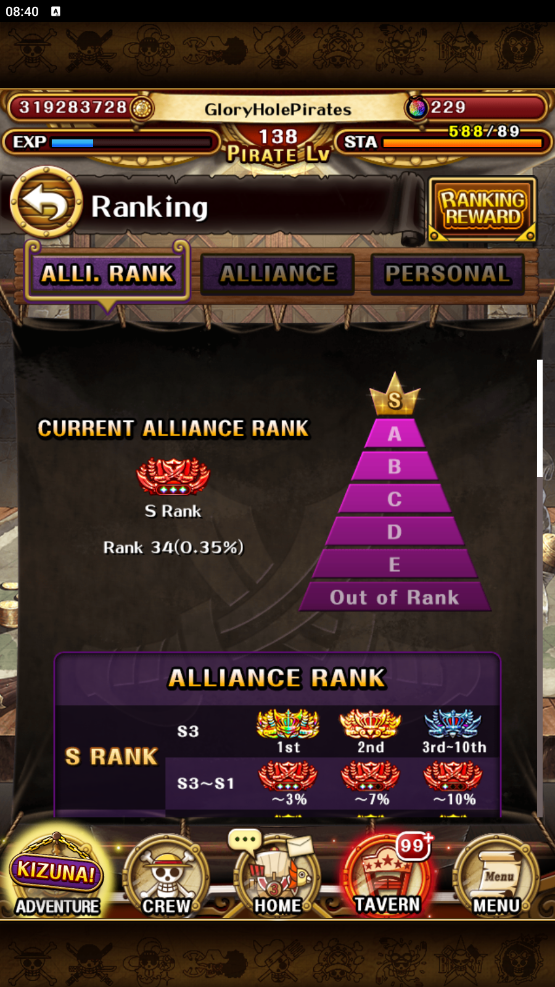 08:40 A
319283728 GloryHolePirates 229
EXP 138 STA 588/89
PIRATE LV
Ranking
RANKING
REWARD
ALLI. RANK ALLIANCE PERSONAL
S
CURRENT ALLIANCE RANK
S Rank
Rank 34(0.35%)
A
B
C
D
E
Out of Rank
ALLIANCE RANK
S RANK
S3 1st 2nd 3rd~10th
S3~S1 ~3% ~7% ~10%
KIZUNA!
ADVENTURE
CREW
3
HOME
99+
TAVERN
Menu
MENU